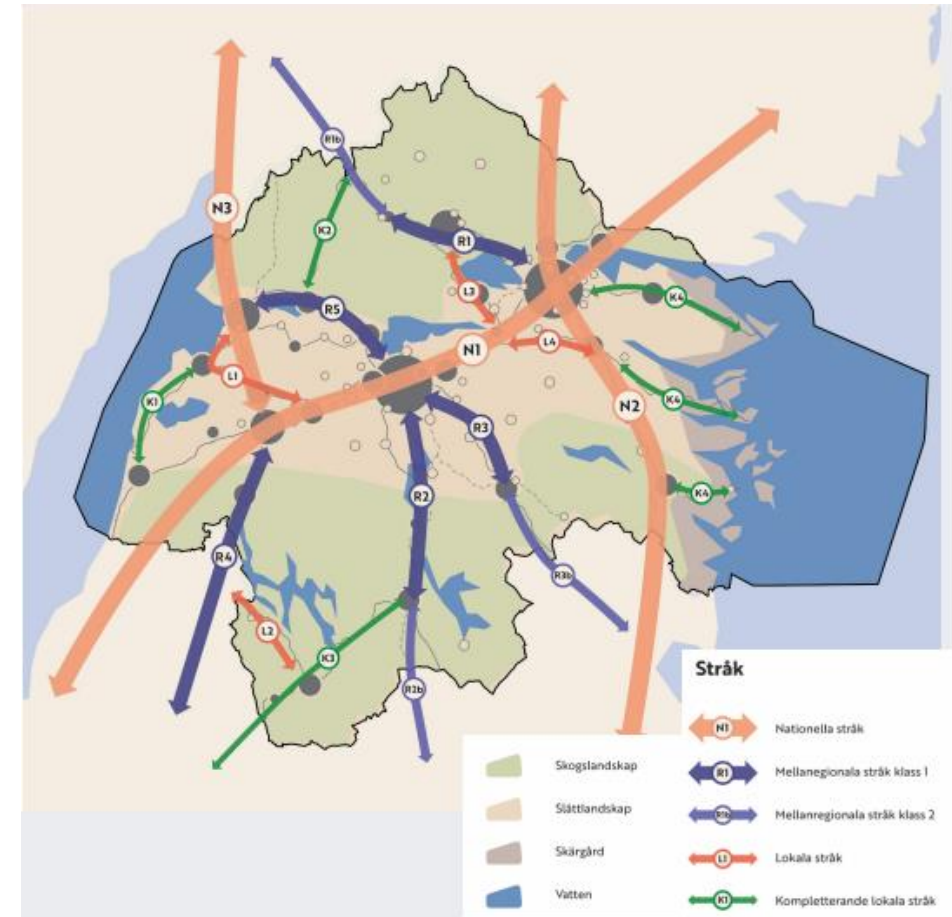 R1b
N3
K2
R1
L3
K4
R5
N1
L4
L1
K1
K4
N2
R3
R2
K4
R4
R3b
L2
K3
R2b
Stråk
N1 Nationella stråk
R1 Mellanegionala stråk klass 1
R1b Mellanregionala stråk klass 2
L1 Lokala stråk
K1 Kompletterande lokala stråk
Skogslandskap
Slättlandskap
Skärgård
Vatten